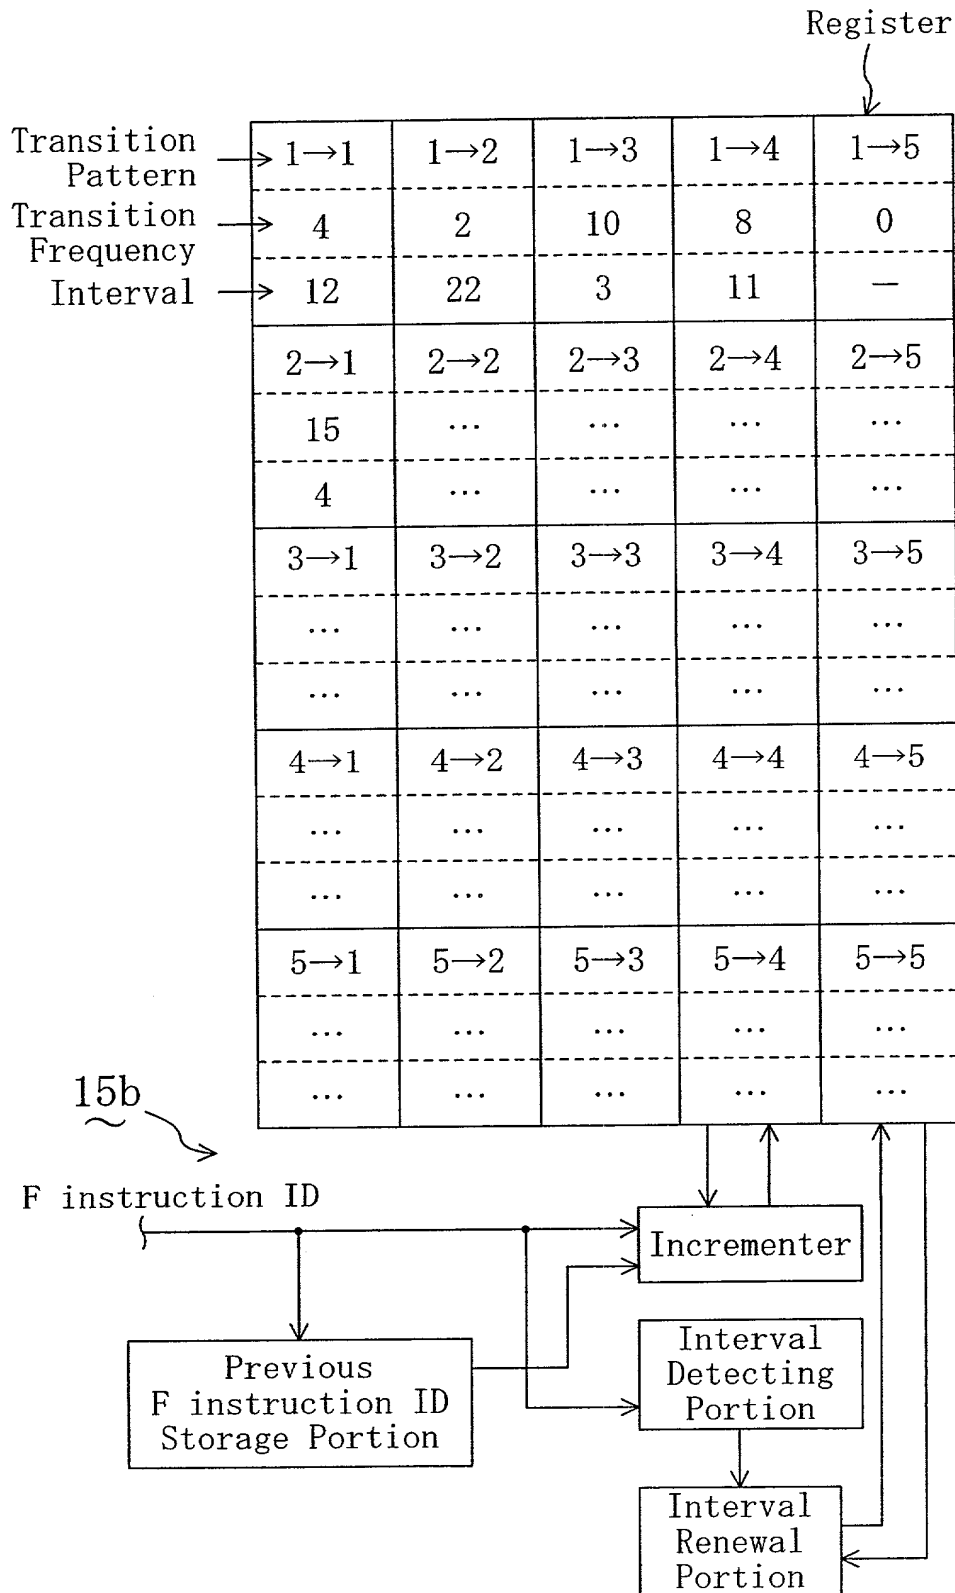 Register
Transition
Pattern
1→1 1→2 1→3 1→4 1→5
Transition
Frequency
4 2 10 8 0
Interval
12 22 3 11 —
2→1 2→2 2→3 2→4 2→5
15 ... ... ... ...
4 ... ... ... ...
3→1 3→2 3→3 3→4 3→5
... ... ... ... ...
... ... ... ... ...
4→1 4→2 4→3 4→4 4→5
... ... ... ... ...
... ... ... ... ...
5→1 5→2 5→3 5→4 5→5
... ... ... ... ...
... ... ... ... ...
15b
F instruction ID
Incrementer
Previous
F instruction ID
Storage Portion
Interval
Detecting
Portion
Interval
Renewal
Portion